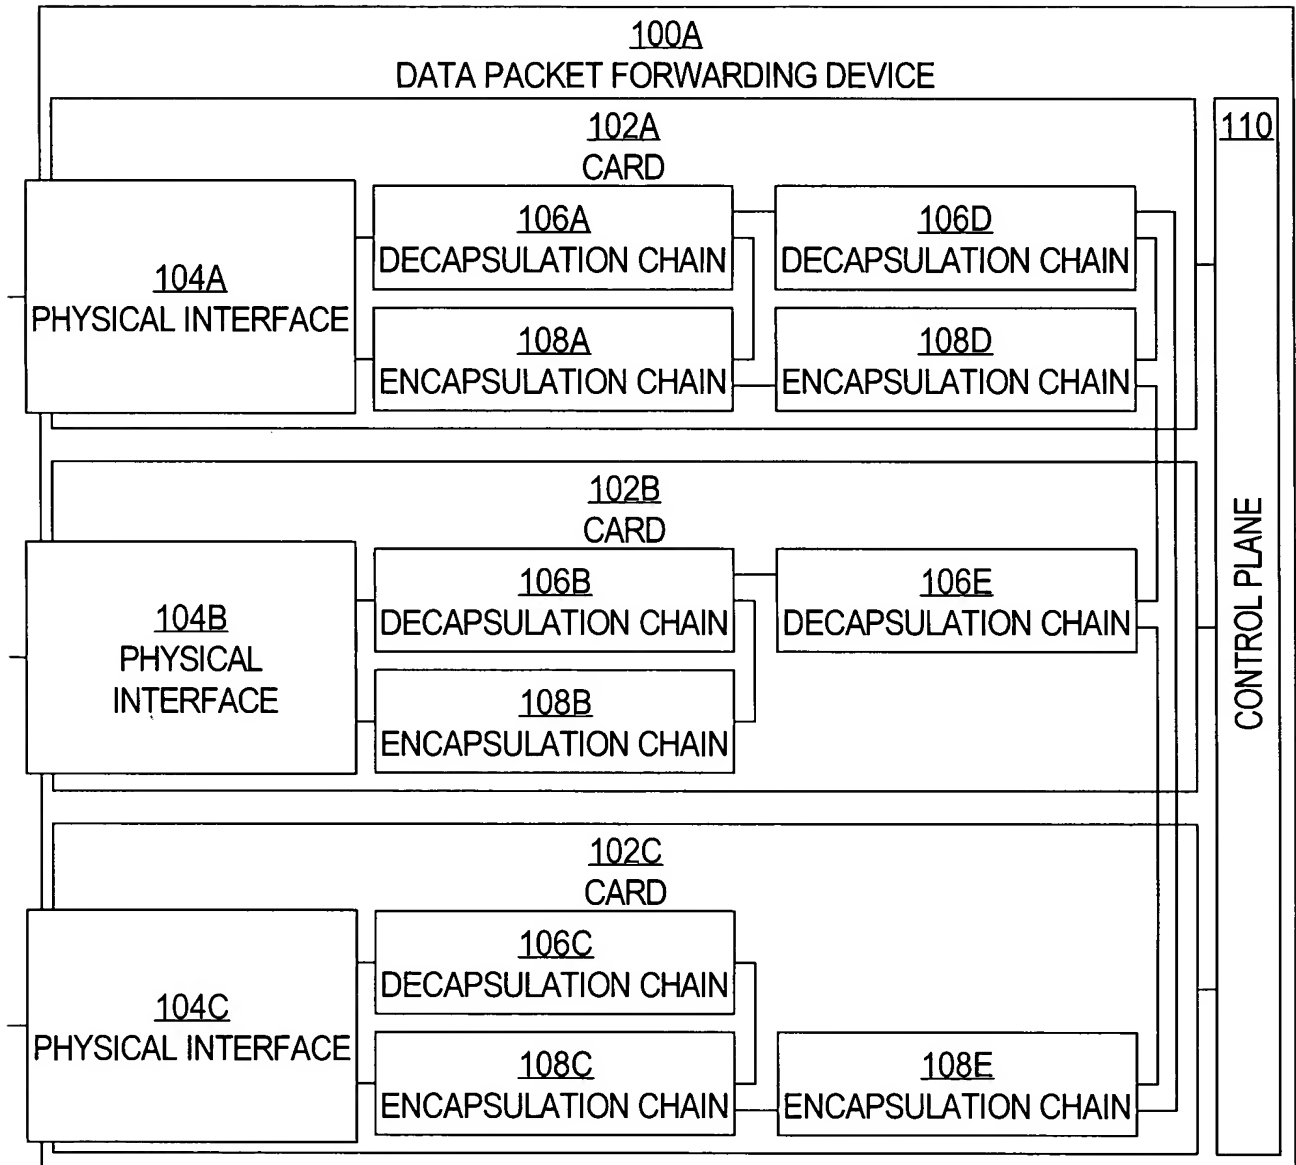 100A
DATA PACKET FORWARDING DEVICE
102A
CARD
110
CONTROL PLANE
104A
PHYSICAL INTERFACE
106A
DECAPSULATION CHAIN
106D
DECAPSULATION CHAIN
108A
ENCAPSULATION CHAIN
108D
ENCAPSULATION CHAIN
102B
CARD
104B
PHYSICAL
INTERFACE
106B
DECAPSULATION CHAIN
106E
DECAPSULATION CHAIN
108B
ENCAPSULATION CHAIN
102C
CARD
104C
PHYSICAL INTERFACE
106C
DECAPSULATION CHAIN
108C
ENCAPSULATION CHAIN
108E
ENCAPSULATION CHAIN